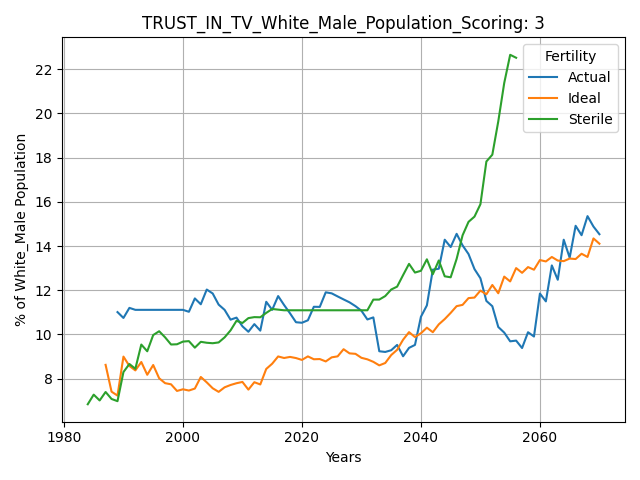 TRUST_IN_TV_White_Male_Population_Scoring: 3
Fertility
Actual
Ideal
Sterile
% of White_Male Population
22
20
18
16
14
12
10
8
1980 2000 2020 2040 2060
Years